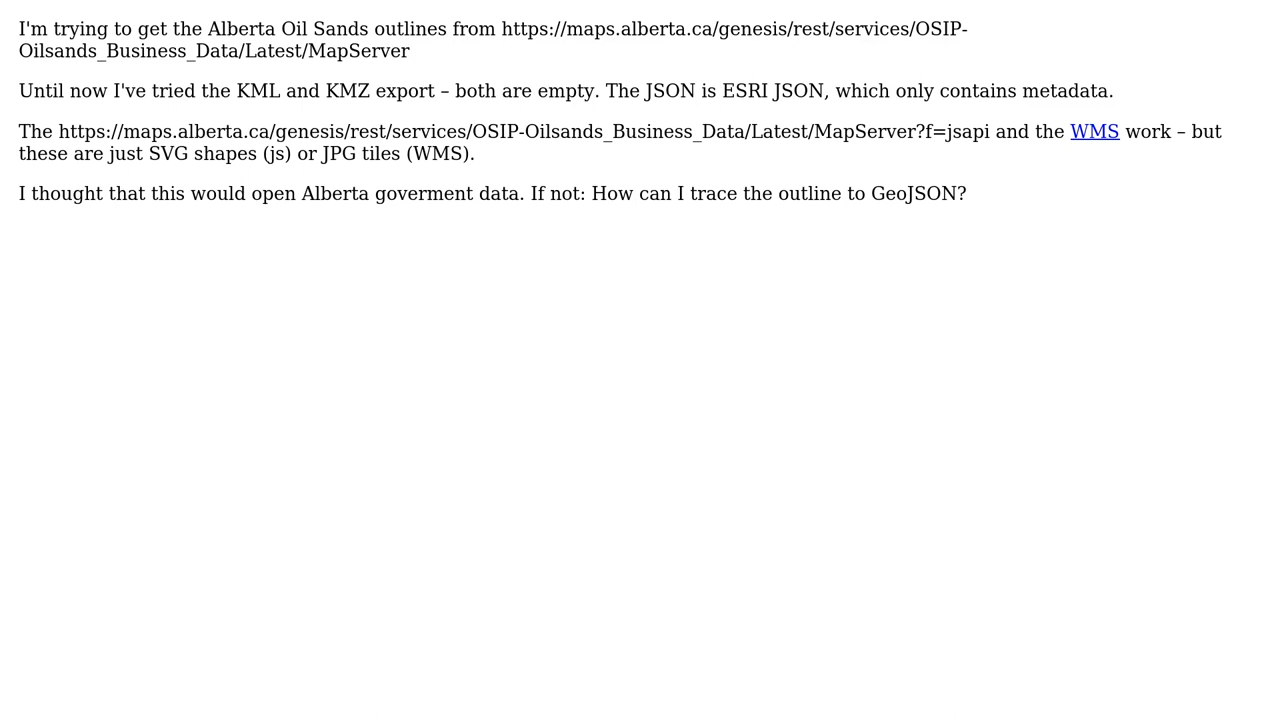 I'm trying to get the Alberta Oil Sands outlines from https://maps.alberta.ca/genesis/rest/services/OSIP-
Oilsands_Business_Data/Latest/MapServer
Until now I've tried the KML and KMZ export – both are empty. The JSON is ESRI JSON, which only contains metadata.
The https://maps.alberta.ca/genesis/rest/services/OSIP-Oilsands_Business_Data/Latest/MapServer?f=jsapi and the WMS work – but
these are just SVG shapes (js) or JPG tiles (WMS).
I thought that this would open Alberta goverment data. If not: How can I trace the outline to GeoJSON?